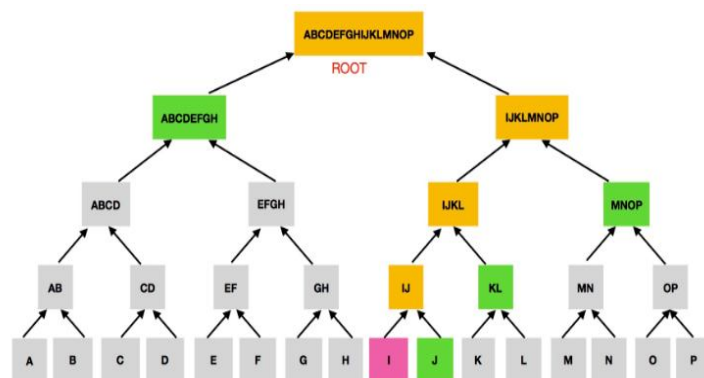 ABCDEFGHIJKLMNOP
ROOT
ABCDEFGH IJKLMNOP
ABCD EFGH IJKL MNOP
AB CD EF GH IJ KL MN OP
A B C D E F G H I J K L M N O P